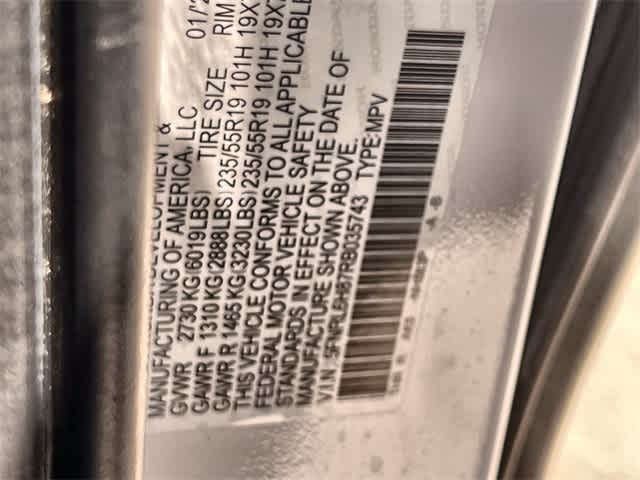 MANUFACTURING OF AMERICA, LLC 01/2
GVWR 2730 KG(6019LBS) TIRE SIZE RIM
GAWR F 1310 KG(2888LBS) 235/55R19 101H 19X
GAWR R 1465 KG(3230LBS) 235/55R19 101H 19X
THIS VEHICLE CONFORMS TO ALL APPLICABLE
FEDERAL MOTOR VEHICLE SAFETY
STANDARDS IN EFFECT ON THE DATE OF
MANUFACTURE SHOWN ABOVE.
V.I.N. 5FNRL6H87RB035743 TYPE:MPV